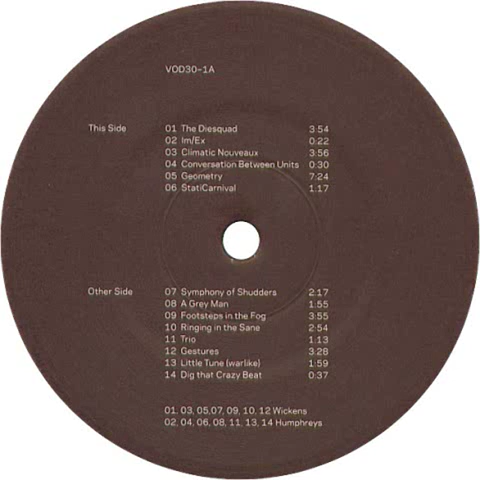 VOD30-1A
This Side 01 The Diesquad 3:54
02 Im/Ex 0:22
03 Climatic Nouveaux 3:56
04 Conversation Between Units 0:30
05 Geometry 7:24
06 StatiCarnival 1:17
Other Side 07 Symphony of Shudders 2:17
08 A Grey Man 1:55
09 Footsteps in the Fog 3:55
10 Ringing in the Sane 2:54
11 Trio 1:13
12 Gestures 3:28
13 Little Tune (warlike) 1:59
14 Dig that Crazy Beat 0:37
01. 03, 05,07, 09, 10, 12 Wickens
02. 04, 06, 08, 11, 13, 14 Humphreys